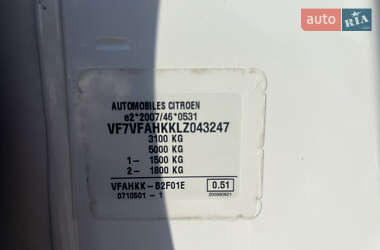 auto RIA
AUTOMOBILES CITROEN
e2*2007/46*0531
VF7VFAHKKLZ043247
3100 KG
5000 KG
1- 1500 KG
2- 1800 KG
VFAHKK-B2F01E 0.51
0710501 - 1